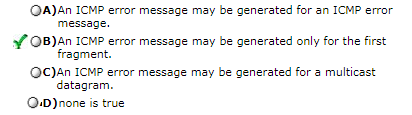 A)An ICMP error message may be generated for an ICMP error
message.
B)An ICMP error message may be generated only for the first
fragment.
C)An ICMP error message may be generated for a multicast
datagram.
D)none is true